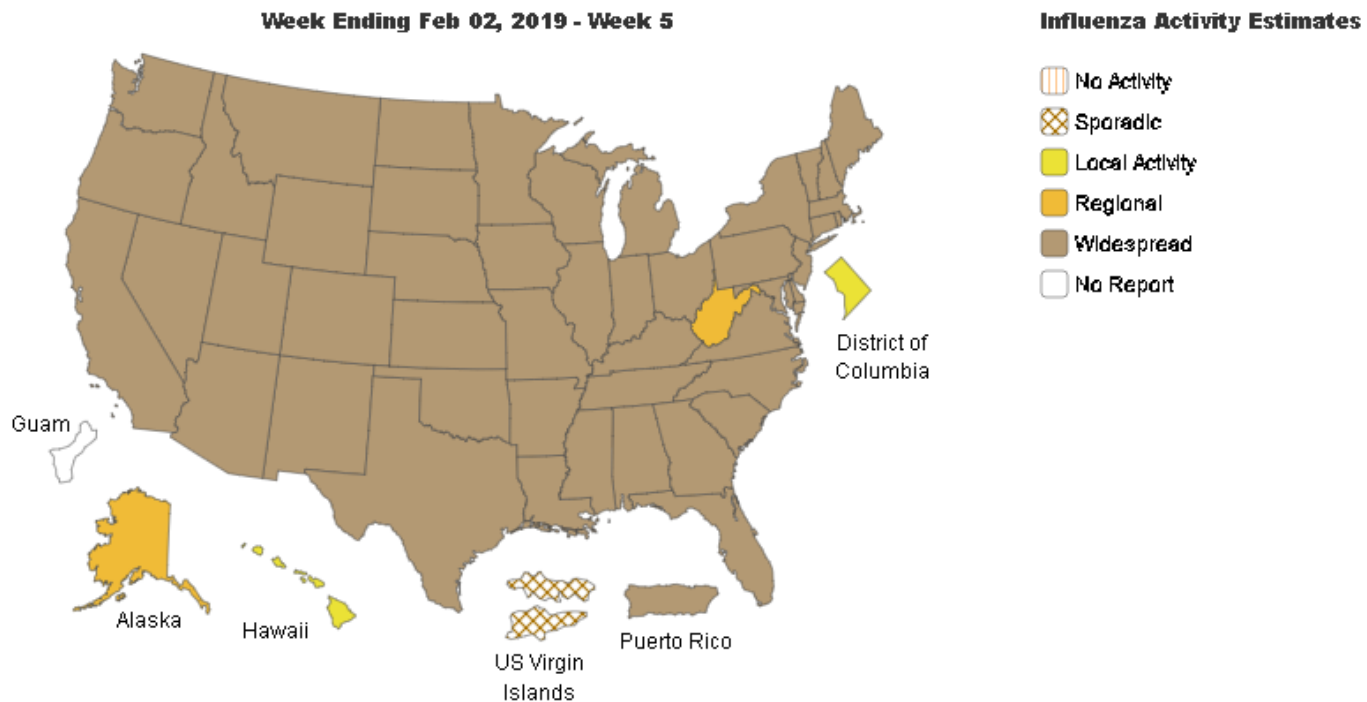 Week Ending Feb 02, 2019 - Week 5
Influenza Activity Estimates
No Activity
Sporadic
Local Activity
Regional
Widespread
No Report
District of
Columbia
Guam
Alaska
Hawaii
US Virgin
Islands
Puerto Rico